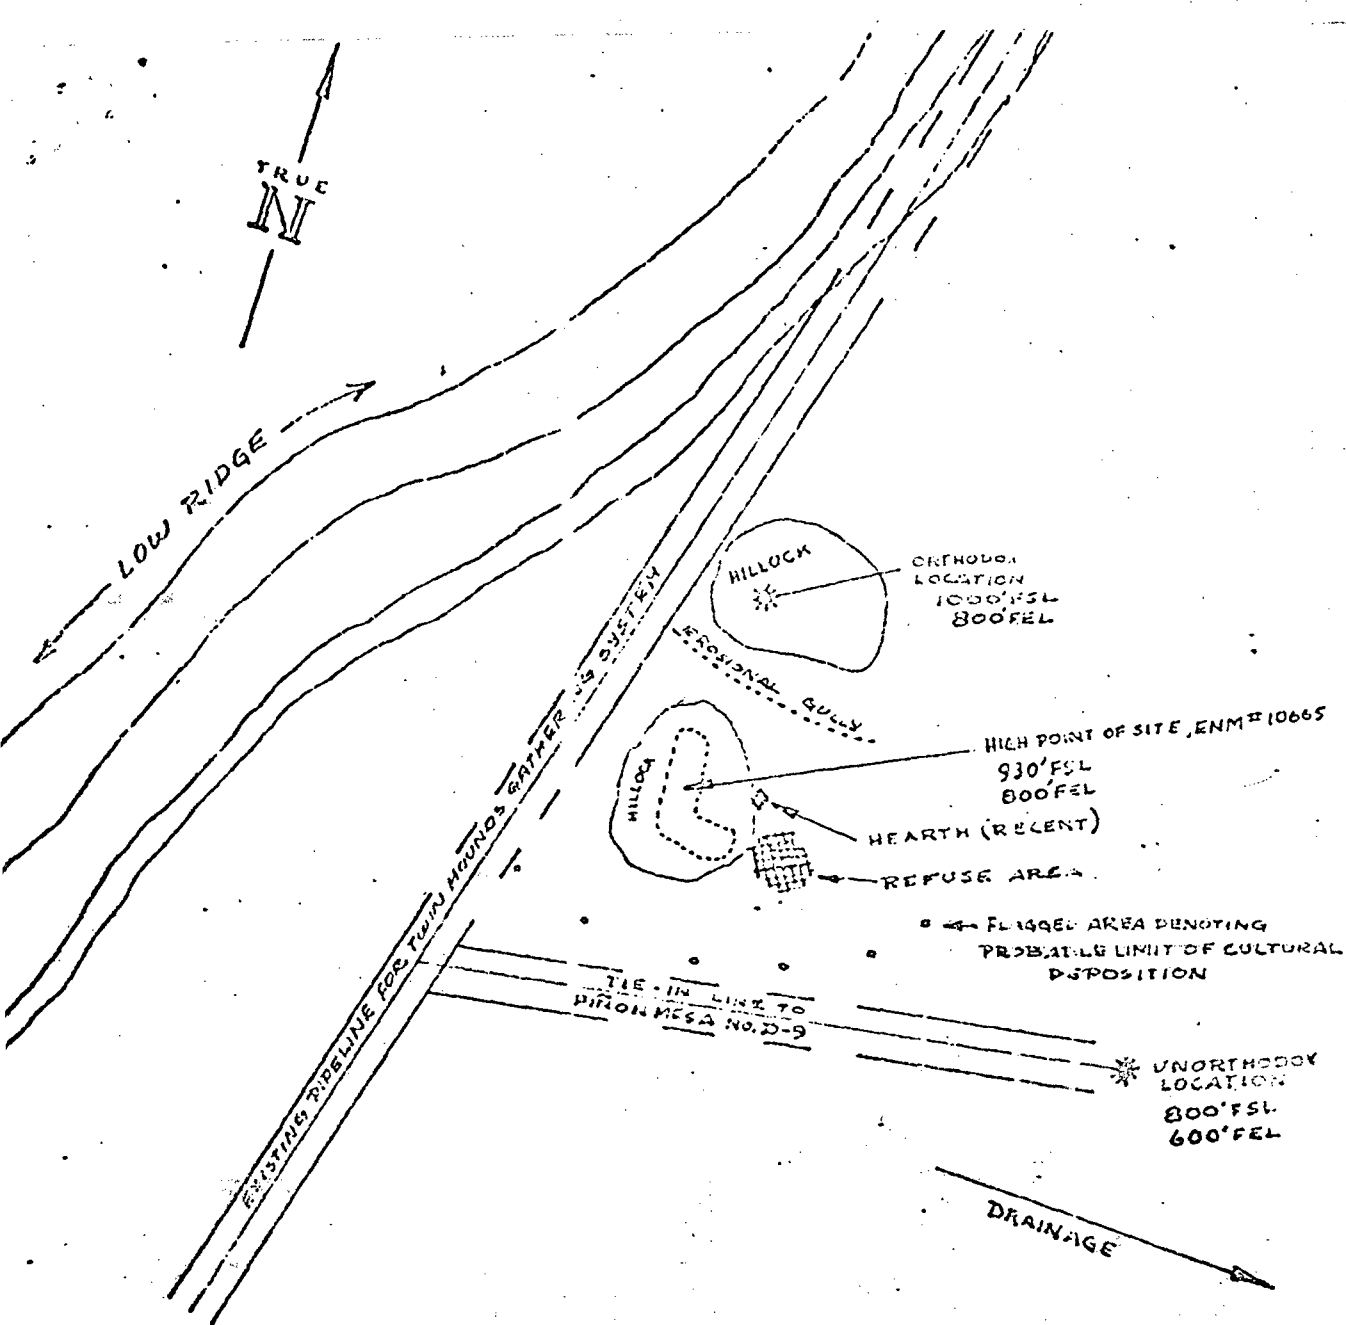 TRUE
N
LOW RIDGE
HILLOCK
ORTHODOX
LOCATION
1000'FSL
800'FEL
EROSIONAL GULLY
EXISTING PIPELINE FOR TWIN MOUNDS GATHERING SYSTEM
HILLOCK
HIGH POINT OF SITE, ENM#10665
930'FSL
800'FEL
HEARTH (RECENT)
REFUSE AREA
FLAGGED AREA DENOTING
PROBABLE LIMIT OF CULTURAL
DEPOSITION
TIE-IN LINE TO
PIÑON MESA NO. D-9
UNORTHODOX
LOCATION
800'FSL
600'FEL
DRAINAGE